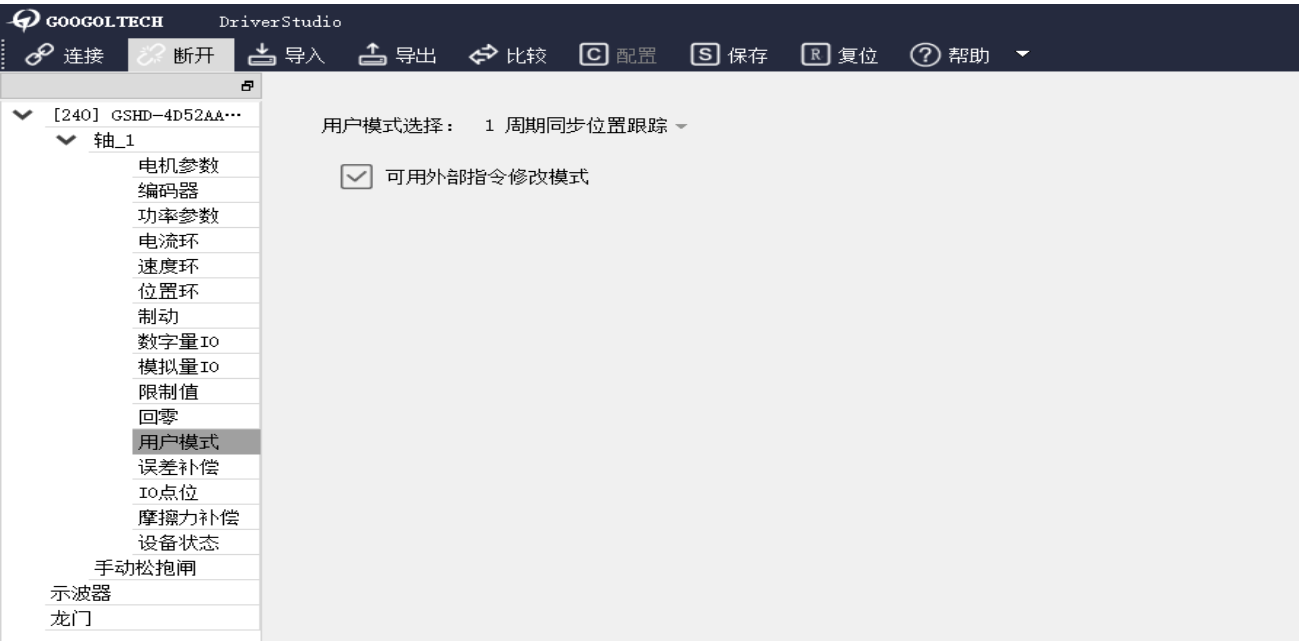 GOOGOLTECH DriverStudio
连接 断开 导入 导出 比较 C 配置 S 保存 R 复位 ? 帮助
[240] GSHD-4D52AA…
轴_1
电机参数
编码器
功率参数
电流环
速度环
位置环
制动
数字量IO
模拟量IO
限制值
回零
用户模式
误差补偿
IO点位
摩擦力补偿
设备状态
手动松抱闸
示波器
龙门
用户模式选择: 1 周期同步位置跟踪
可用外部指令修改模式